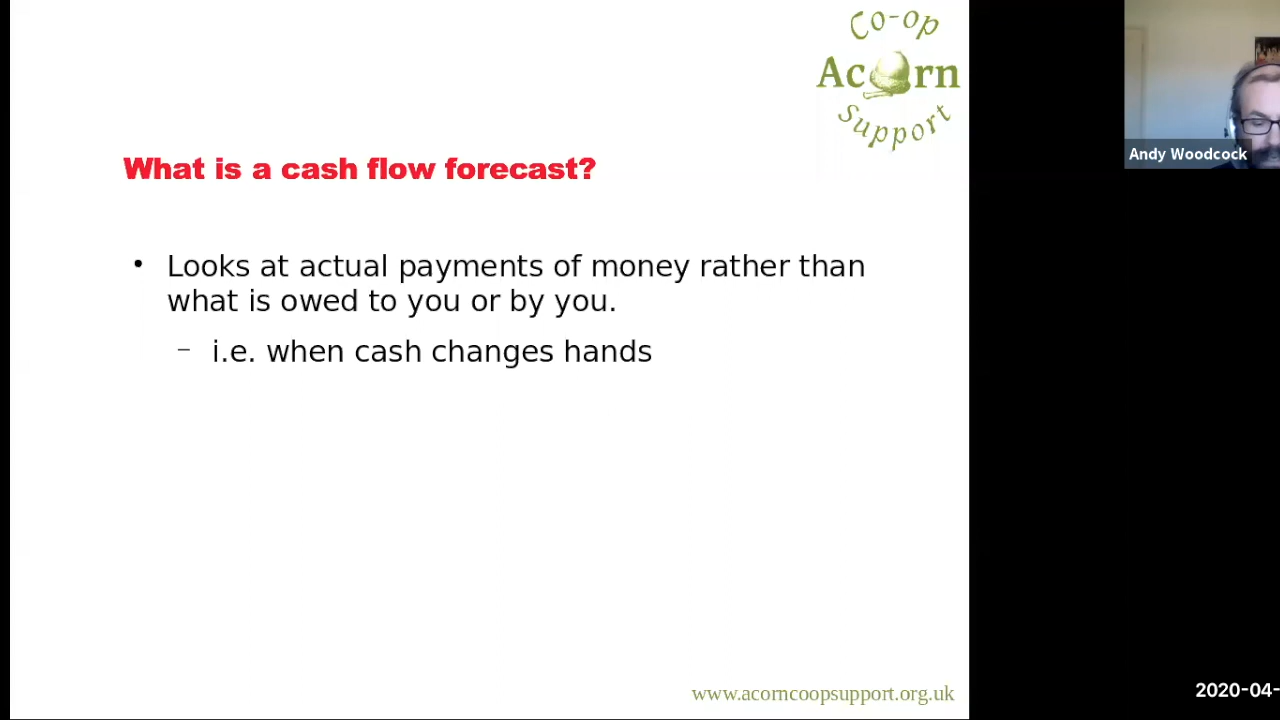 Co-op
Acorn
Support
Andy Woodcock
What is a cash flow forecast?
• Looks at actual payments of money rather than
what is owed to you or by you.
– i.e. when cash changes hands
www.acorncoopsupport.org.uk
2020-04-